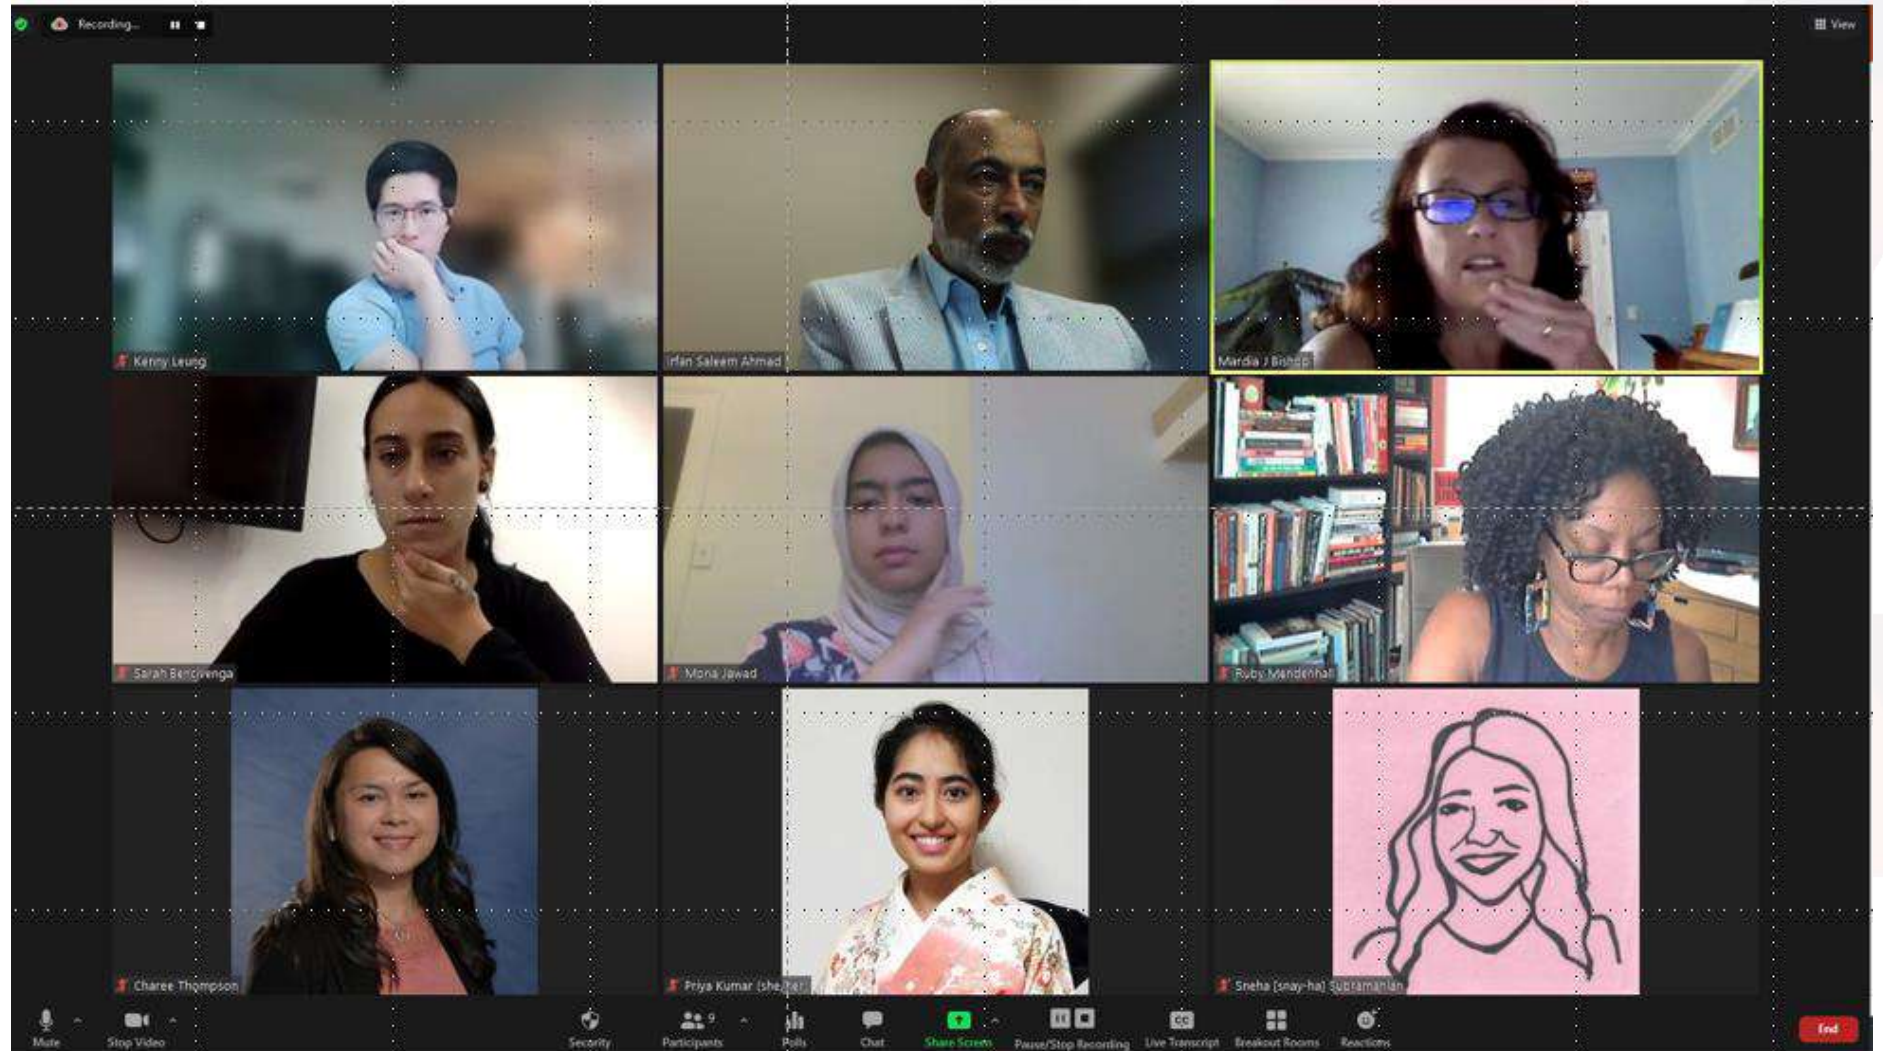 Recording...
View
Kenny Leung
Irfan Saleem Ahmad
Mardia J Bishop
Sarah Bencivenga
Mona Jawad
Ruby Mendenhall
Charee Thompson
Priya Kumar (she/her
Sneha (snay-ha) Subramanian
9
Mute
Stop Video
Security
Participants
Polls
Chat
Share Screen
Pause/Stop Recording
CC
Live Transcript
Breakout Rooms
Reactions
End